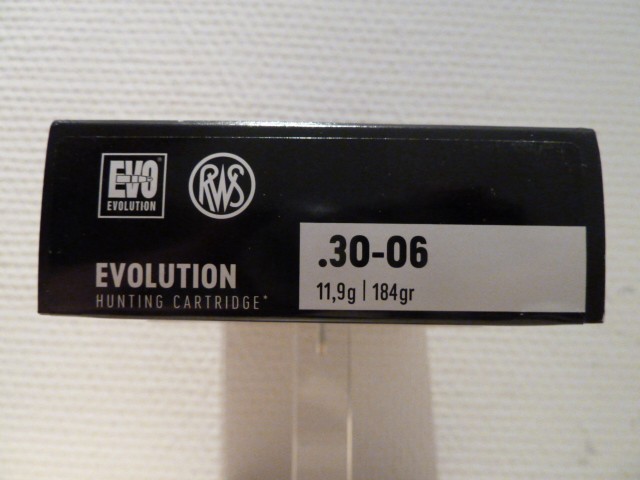 EVO
EVOLUTION
RWS
EVOLUTION
HUNTING CARTRIDGE*
.30-06
11,9g | 184gr